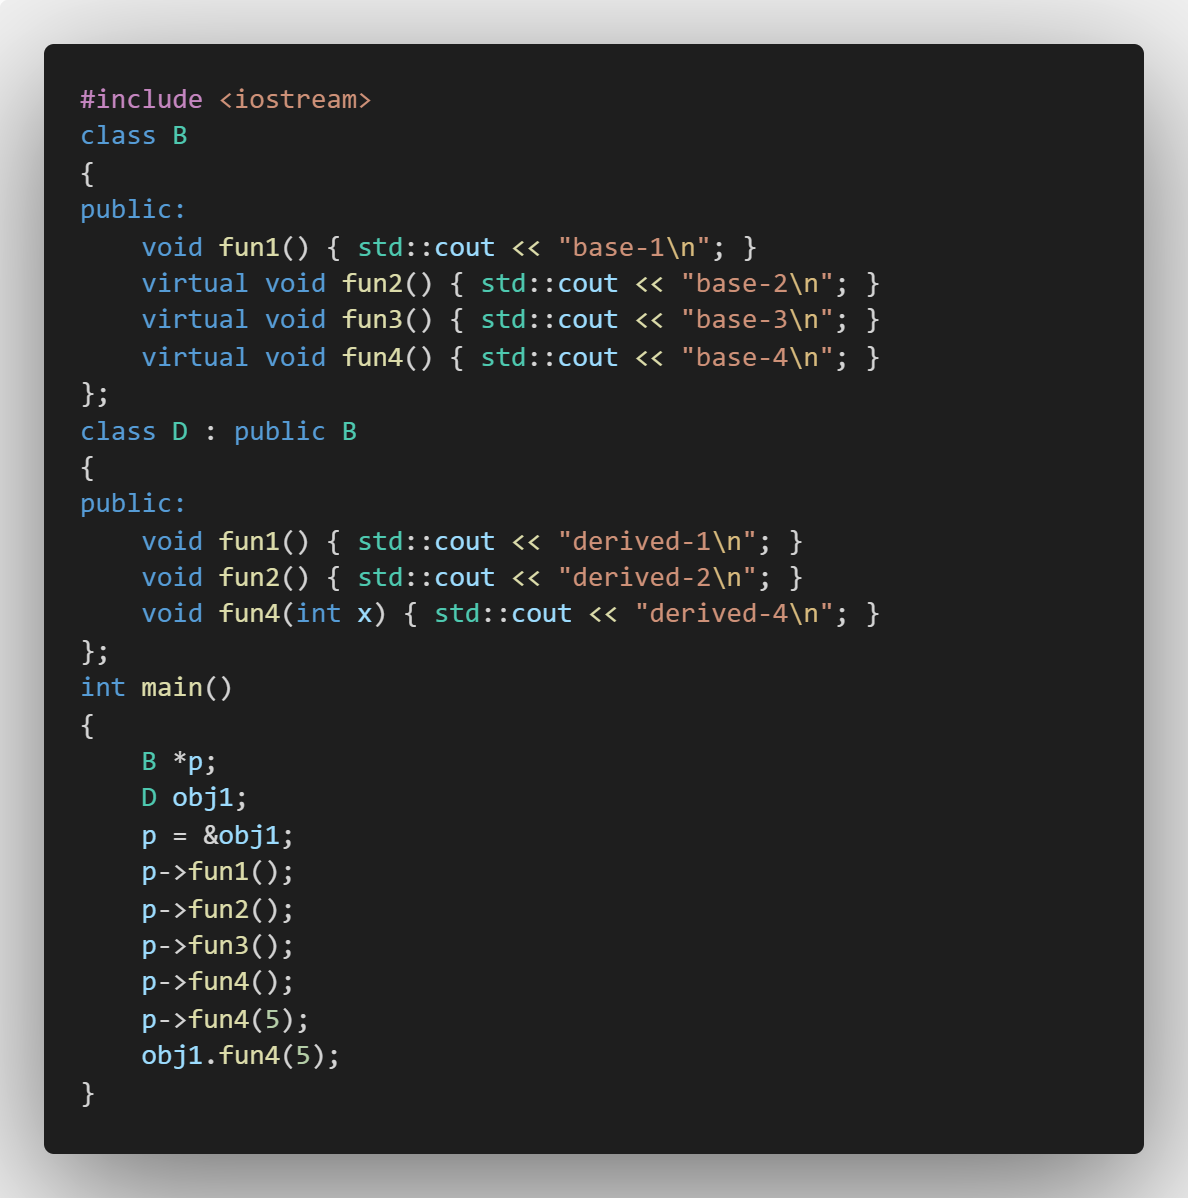 #include <iostream>
class B
{
public:
    void fun1() { std::cout << "base-1\n"; }
    virtual void fun2() { std::cout << "base-2\n"; }
    virtual void fun3() { std::cout << "base-3\n"; }
    virtual void fun4() { std::cout << "base-4\n"; }
};
class D : public B
{
public:
    void fun1() { std::cout << "derived-1\n"; }
    void fun2() { std::cout << "derived-2\n"; }
    void fun4(int x) { std::cout << "derived-4\n"; }
};
int main()
{
    B *p;
    D obj1;
    p = &obj1;
    p->fun1();
    p->fun2();
    p->fun3();
    p->fun4();
    p->fun4(5);
    obj1.fun4(5);
}